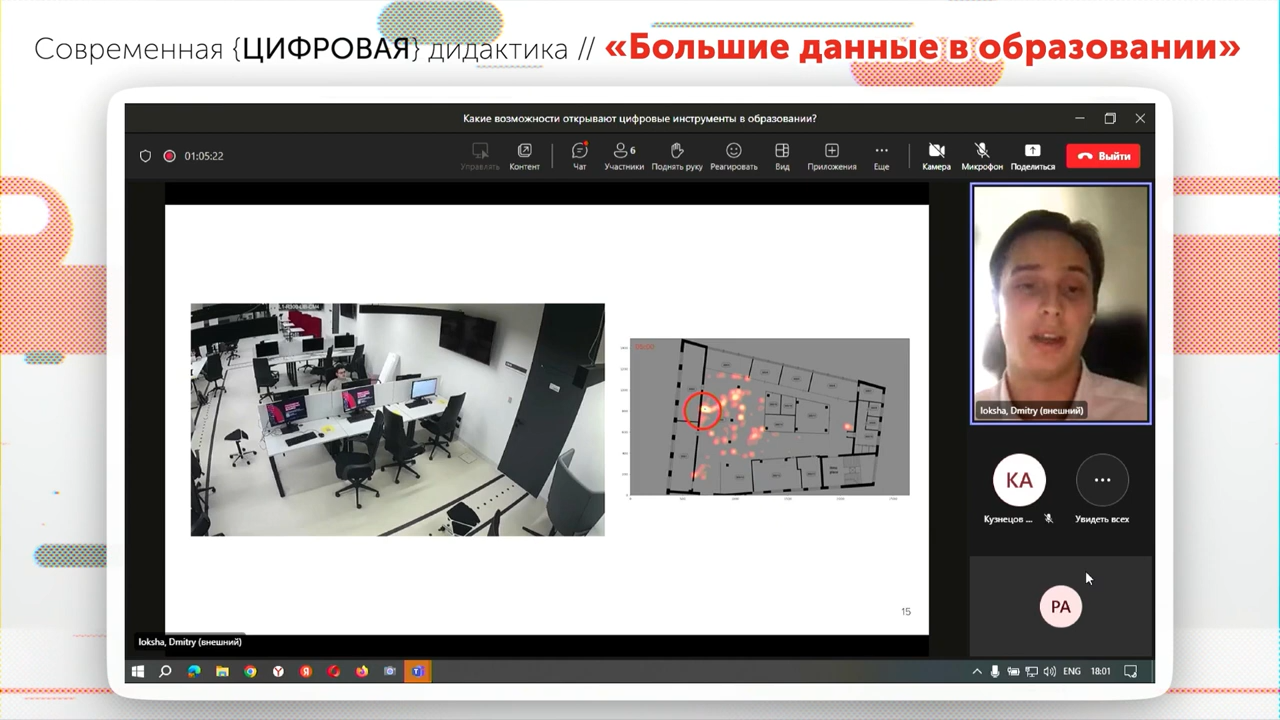 Современная {ЦИФРОВАЯ} дидактика // «Большие данные в образовании»
Какие возможности открывают цифровые инструменты в образовании?
01:05:22
Управлять
Контент
Чат
Участники
6
Поднять руку
Реагировать
Вид
Приложения
Еще
Камера
Микрофон
Поделиться
Выйти
Ioksha, Dmitry (внешний)
КА
Кузнецов ...
Увидеть всех
РА
15
Ioksha, Dmitry (внешний)
ENG
18:01